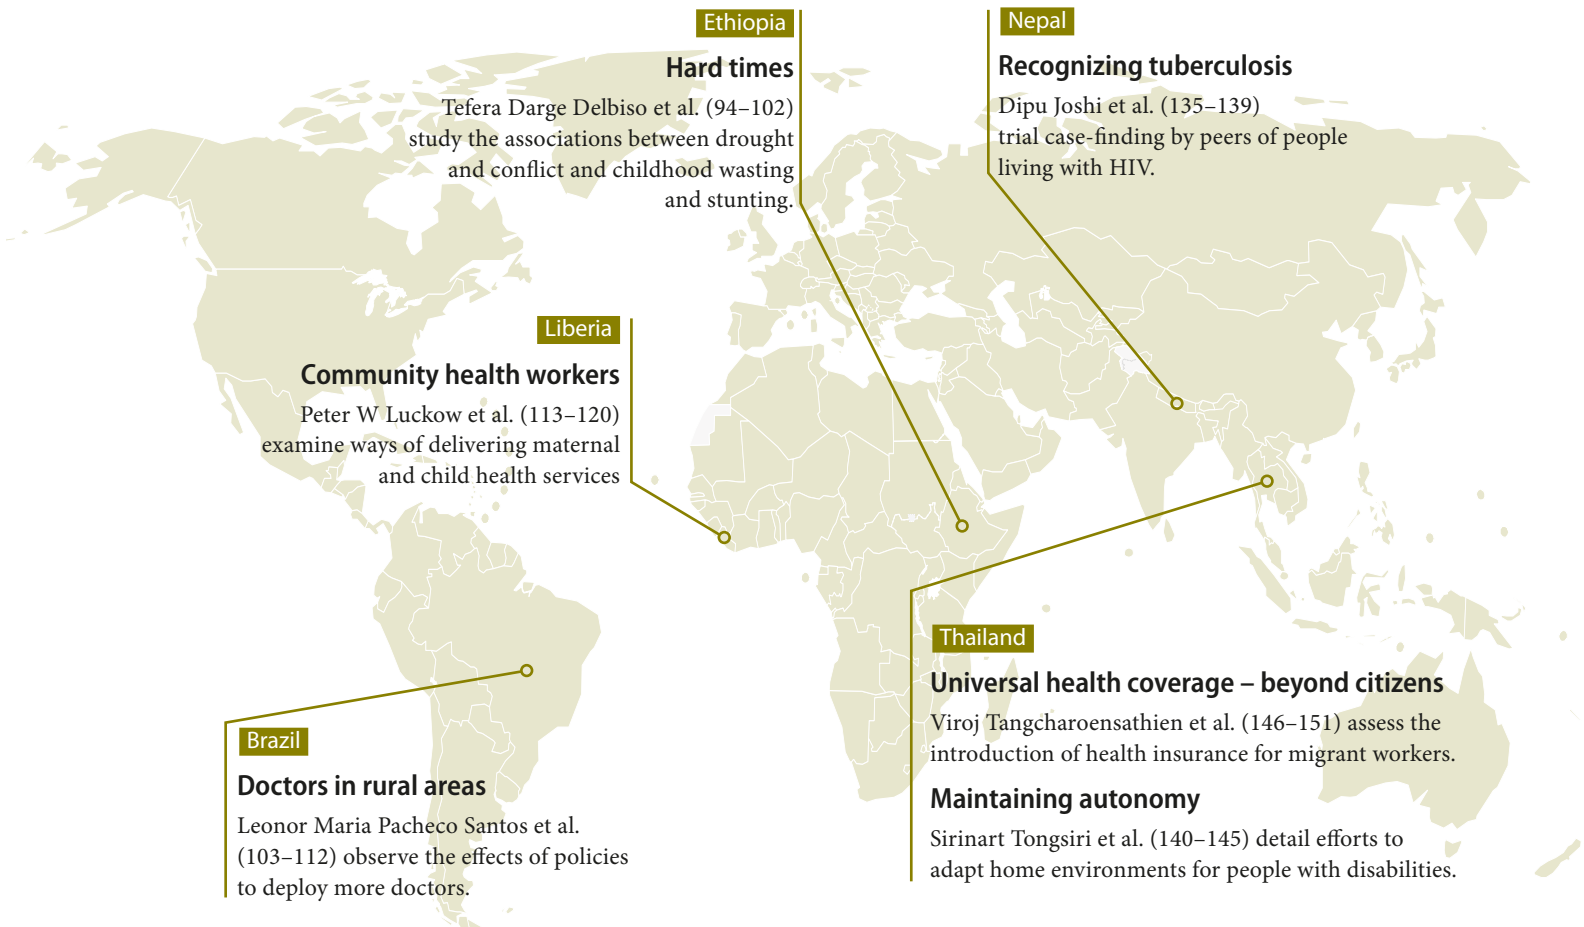 Ethiopia
Hard times
Tefera Darge Delbiso et al. (94–102)
study the associations between drought
and conflict and childhood wasting
and stunting.
Nepal
Recognizing tuberculosis
Dipu Joshi et al. (135–139)
trial case-finding by peers of people
living with HIV.
Liberia
Community health workers
Peter W Luckow et al. (113–120)
examine ways of delivering maternal
and child health services
Thailand
Universal health coverage – beyond citizens
Viroj Tangcharoensathien et al. (146–151) assess the
introduction of health insurance for migrant workers.
Maintaining autonomy
Sirinart Tongsiri et al. (140–145) detail efforts to
adapt home environments for people with disabilities.
Brazil
Doctors in rural areas
Leonor Maria Pacheco Santos et al.
(103–112) observe the effects of policies
to deploy more doctors.